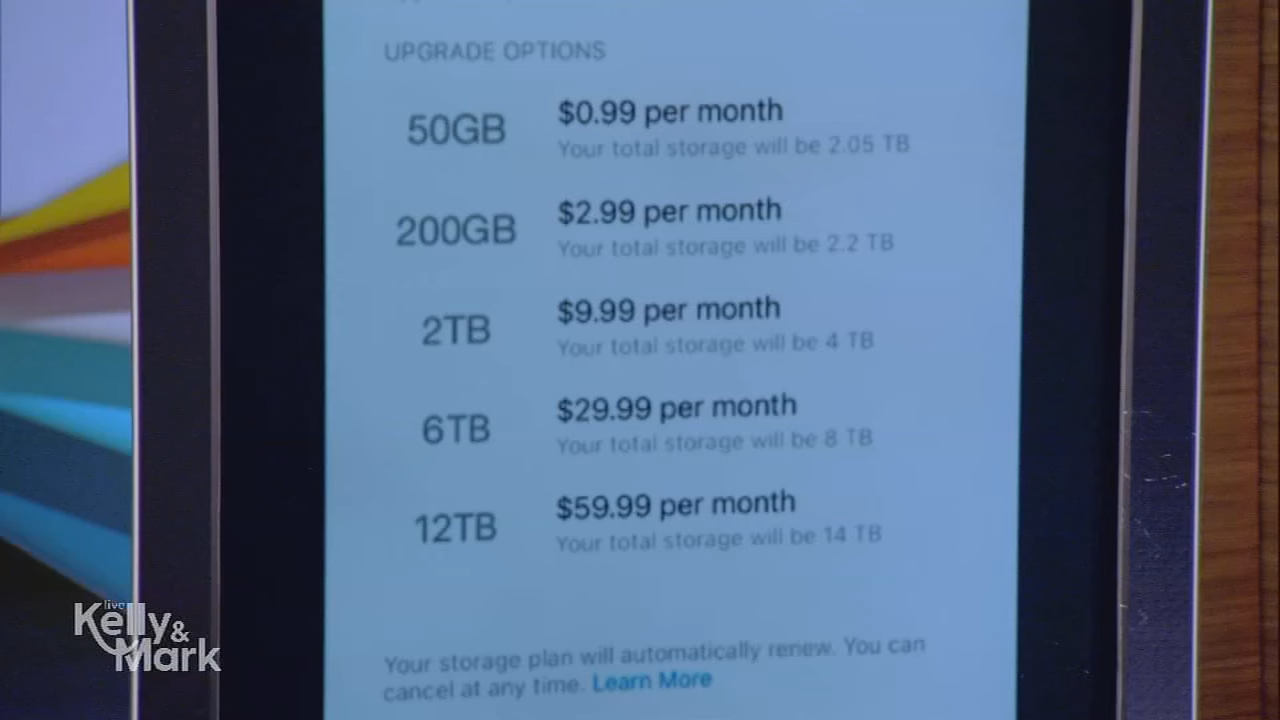 UPGRADE OPTIONS
50GB
$0.99 per month
Your total storage will be 2.05 TB
200GB
$2.99 per month
Your total storage will be 2.2 TB
2TB
$9.99 per month
Your total storage will be 4 TB
6TB
$29.99 per month
Your total storage will be 8 TB
12TB
$59.99 per month
Your total storage will be 14 TB
Your storage plan will automatically renew. You can
cancel at any time. Learn More
live
Kelly &
Mark